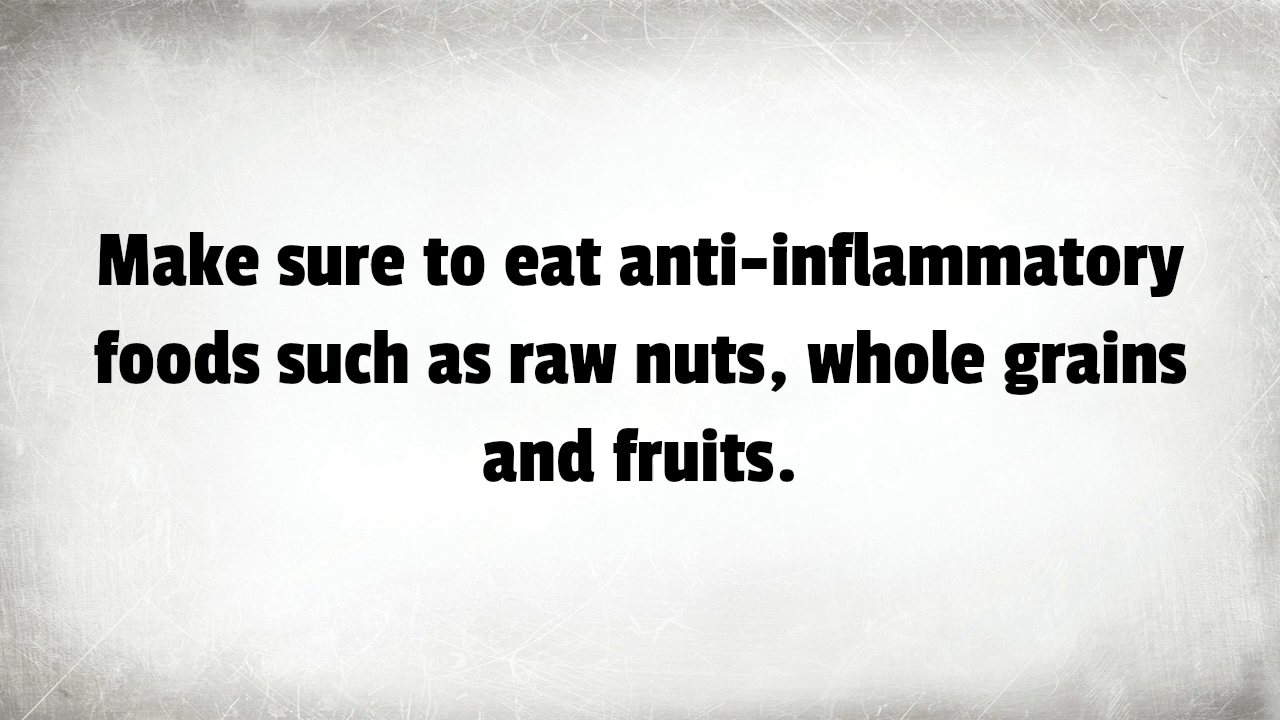 Make sure to eat anti-inflammatory
foods such as raw nuts, whole grains
and fruits.